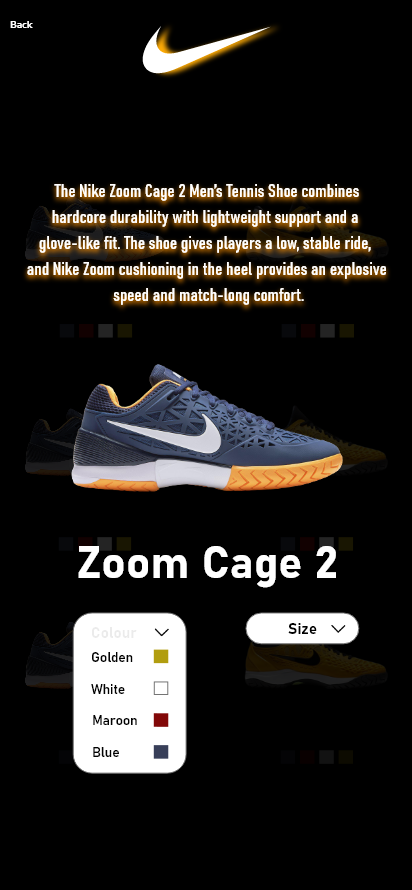 Back
The Nike Zoom Cage 2 Men's Tennis Shoe combines
hardcore durability with lightweight support and a
glove-like fit. The shoe gives players a low, stable ride,
and Nike Zoom cushioning in the heel provides an explosive
speed and match-long comfort.
Zoom Cage 2
Colour
Size
Golden
White
Maroon
Blue